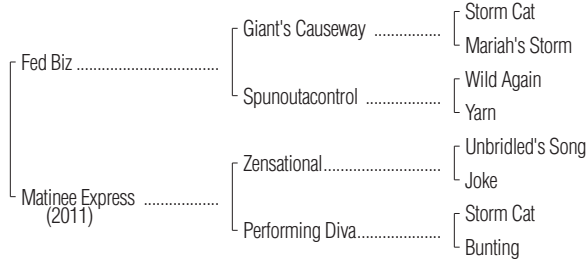 Storm Cat
Giant's Causeway ..................
Mariah's Storm
Fed Biz ...................................
Wild Again
Spunoutacontrol ...................
Yarn
Unbridled's Song
Zensational.............................
Joke
Matinee Express ..................
(2011)
Storm Cat
Performing Diva.....................
Bunting